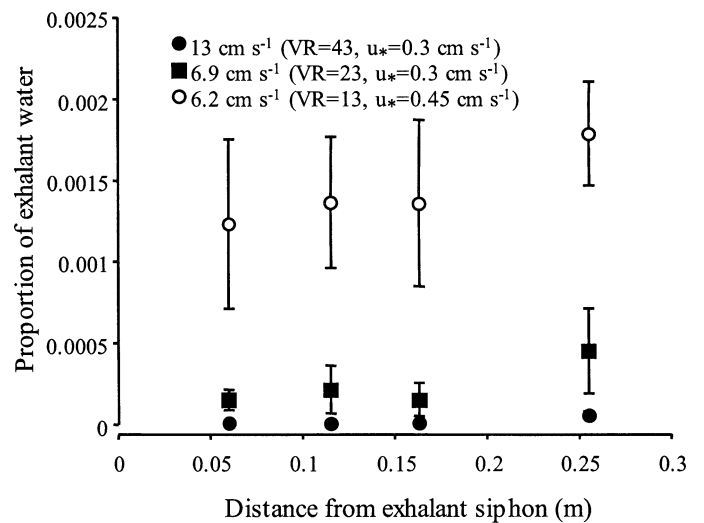 0.0025
13 cm s⁻¹ (VR=43, u*=0.3 cm s⁻¹)
6.9 cm s⁻¹ (VR=23, u*=0.3 cm s⁻¹)
6.2 cm s⁻¹ (VR=13, u*=0.45 cm s⁻¹)
0.002
0.0015
0.001
0.0005
0
Proportion of exhalant water
0 0.05 0.1 0.15 0.2 0.25 0.3
Distance from exhalant siphon (m)